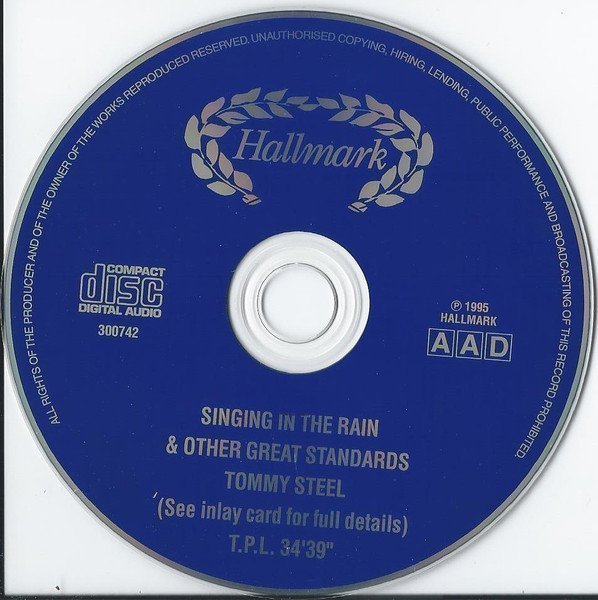 ALL RIGHTS OF THE PRODUCER AND OF THE OWNER OF THE WORKS REPRODUCED RESERVED. UNAUTHORISED COPYING, HIRING, LENDING, PUBLIC PERFORMANCE AND BROADCASTING OF THIS RECORD PROHIBITED.
Hallmark
COMPACT
disc
DIGITAL AUDIO
300742
℗ 1995
HALLMARK
AAD
SINGING IN THE RAIN
& OTHER GREAT STANDARDS
TOMMY STEEL
(See inlay card for full details)
T.P.L. 34'39"